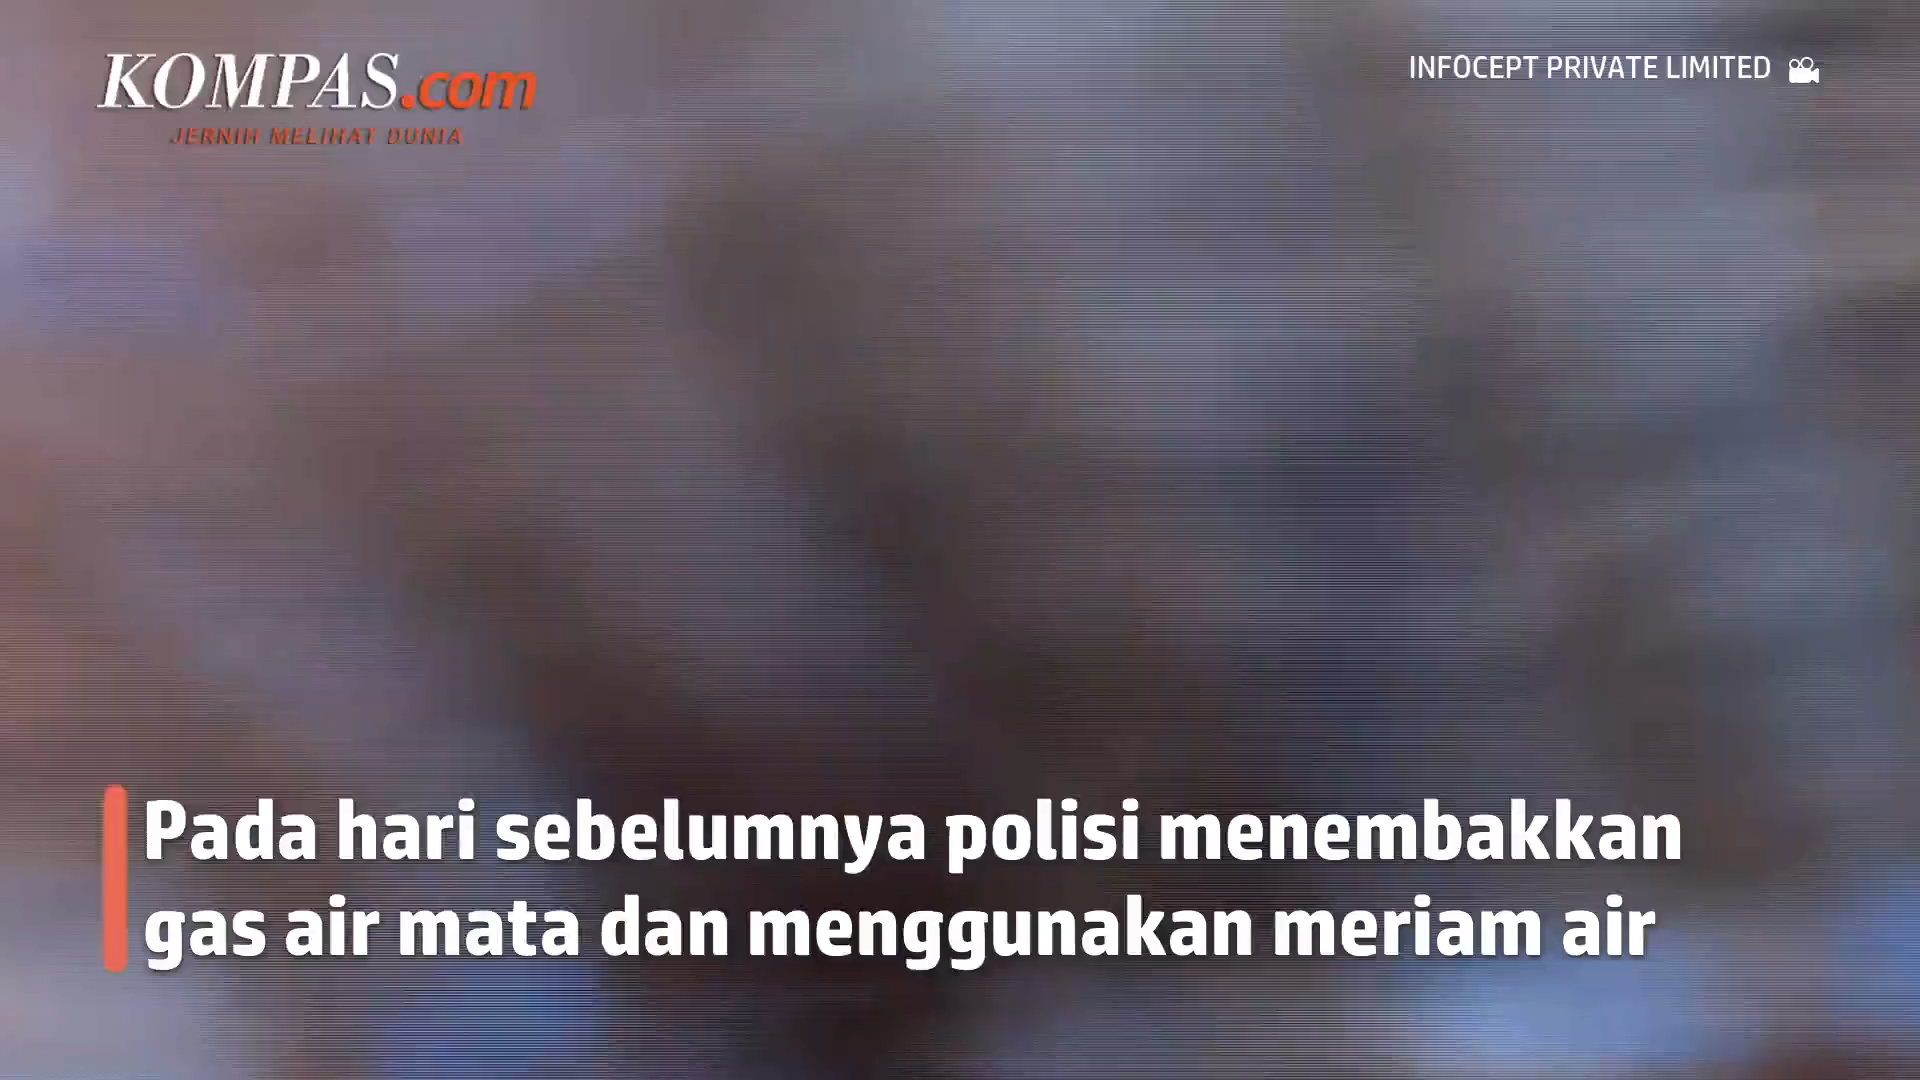 KOMPAS.com
JERNIH MELIHAT DUNIA
INFOCEPT PRIVATE LIMITED
Pada hari sebelumnya polisi menembakkan
gas air mata dan menggunakan meriam air